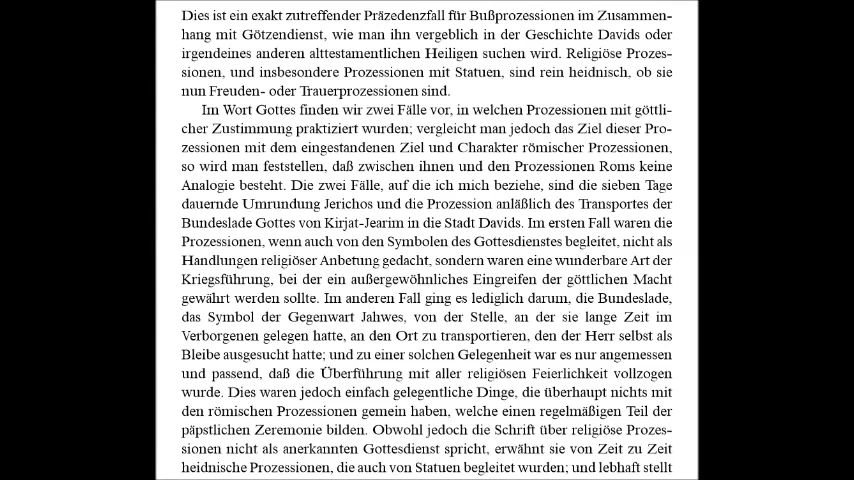 Dies ist ein exakt zutreffender Präzedenzfall für Bußprozessionen im Zusammen-
hang mit Götzendienst, wie man ihn vergeblich in der Geschichte Davids oder
irgendeines anderen alttestamentlichen Heiligen suchen wird. Religiöse Prozes-
sionen, und insbesondere Prozessionen mit Statuen, sind rein heidnisch, ob sie
nun Freuden- oder Trauerprozessionen sind.
Im Wort Gottes finden wir zwei Fälle vor, in welchen Prozessionen mit göttli-
cher Zustimmung praktiziert wurden; vergleicht man jedoch das Ziel dieser Pro-
zessionen mit dem eingestandenen Ziel und Charakter römischer Prozessionen,
so wird man feststellen, daß zwischen ihnen und den Prozessionen Roms keine
Analogie besteht. Die zwei Fälle, auf die ich mich beziehe, sind die sieben Tage
dauernde Umrundung Jerichos und die Prozession anläßlich des Transportes der
Bundeslade Gottes von Kirjat-Jearim in die Stadt Davids. Im ersten Fall waren die
Prozessionen, wenn auch von den Symbolen des Gottesdienstes begleitet, nicht als
Handlungen religiöser Anbetung gedacht, sondern waren eine wunderbare Art der
Kriegsführung, bei der ein außergewöhnliches Eingreifen der göttlichen Macht
gewährt werden sollte. Im anderen Fall ging es lediglich darum, die Bundeslade,
das Symbol der Gegenwart Jahwes, von der Stelle, an der sie lange Zeit im
Verborgenen gelegen hatte, an den Ort zu transportieren, den der Herr selbst als
Bleibe ausgesucht hatte; und zu einer solchen Gelegenheit war es nur angemessen
und passend, daß die Überführung mit aller religiösen Feierlichkeit vollzogen
wurde. Dies waren jedoch einfach gelegentliche Dinge, die überhaupt nichts mit
den römischen Prozessionen gemein haben, welche einen regelmäßigen Teil der
päpstlichen Zeremonie bilden. Obwohl jedoch die Schrift über religiöse Prozes-
sionen nicht als anerkannten Gottesdienst spricht, erwähnt sie von Zeit zu Zeit
heidnische Prozessionen, die auch von Statuen begleitet wurden; und lebhaft stellt